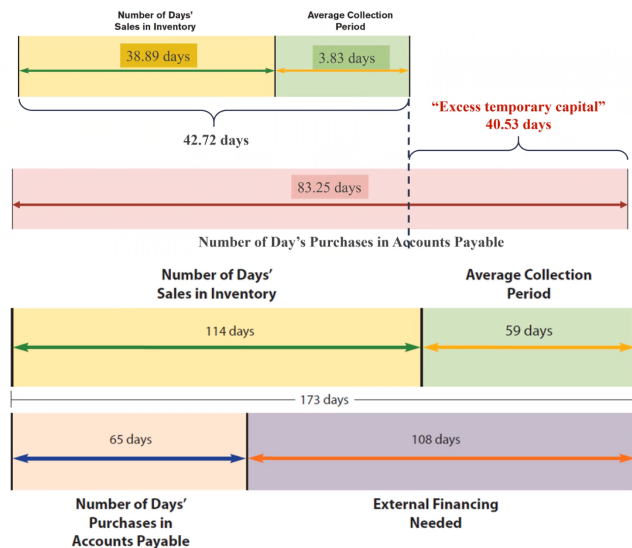 Number of Days'
Sales in Inventory
Average Collection
Period
38.89 days
3.83 days
42.72 days
“Excess temporary capital”
40.53 days
83.25 days
Number of Day's Purchases in Accounts Payable
Number of Days'
Sales in Inventory
Average Collection
Period
114 days
59 days
173 days
65 days
108 days
Number of Days'
Purchases in
Accounts Payable
External Financing
Needed